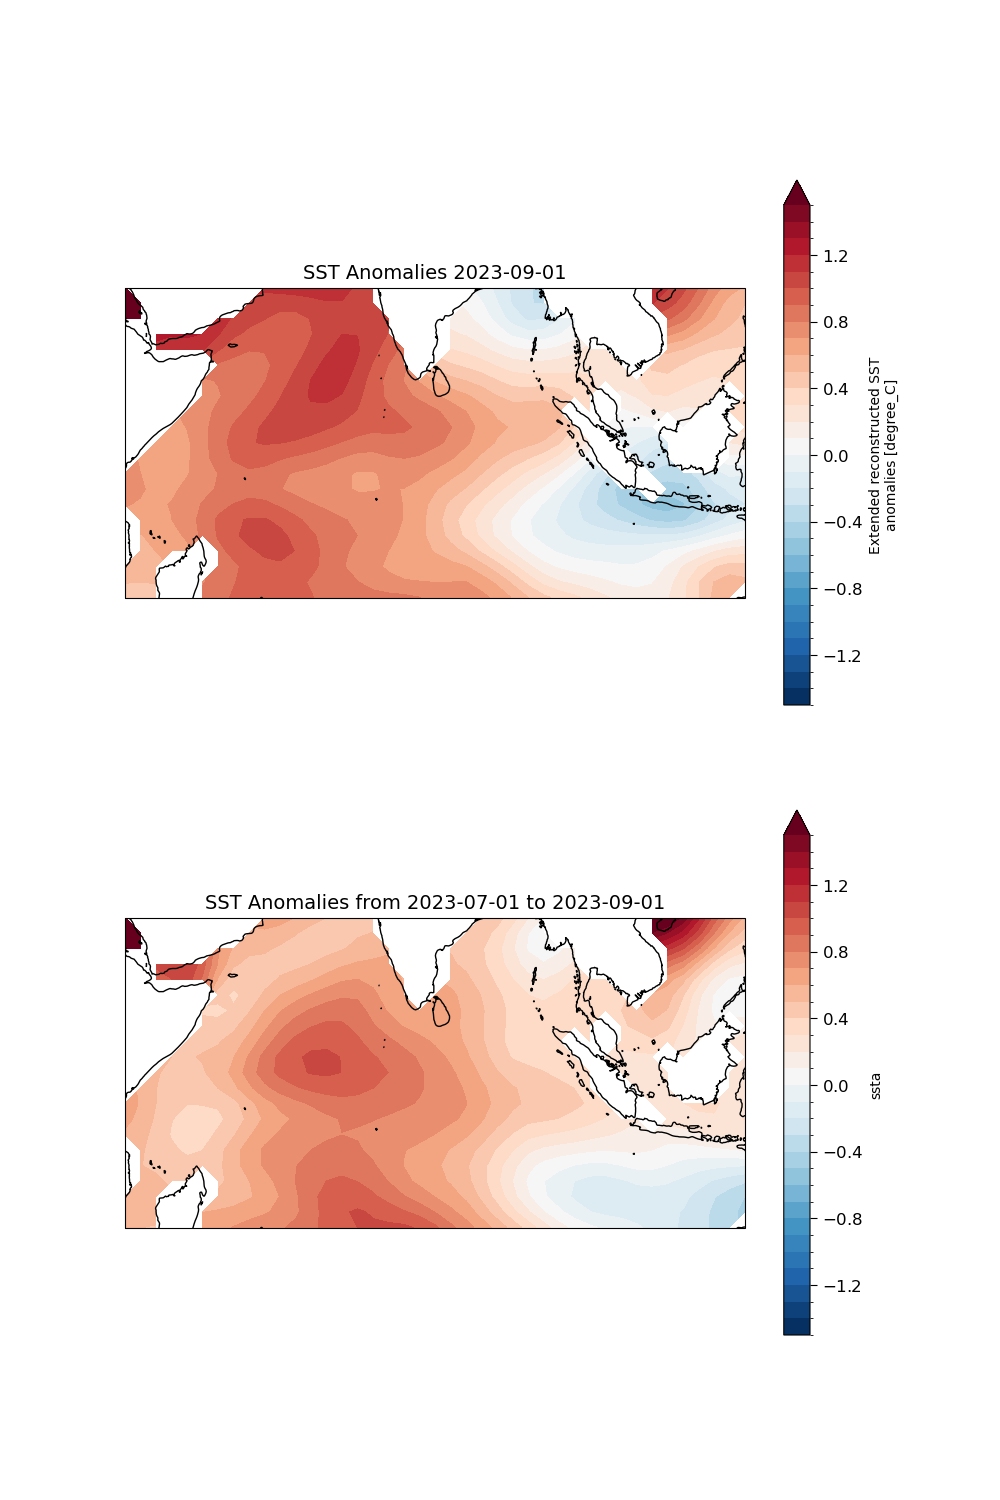 SST Anomalies 2023-09-01
1.2
0.8
0.4
0.0
−0.4
−0.8
−1.2
Extended reconstructed SST
anomalies [degree_C]
SST Anomalies from 2023-07-01 to 2023-09-01
1.2
0.8
0.4
0.0
−0.4
−0.8
−1.2
ssta